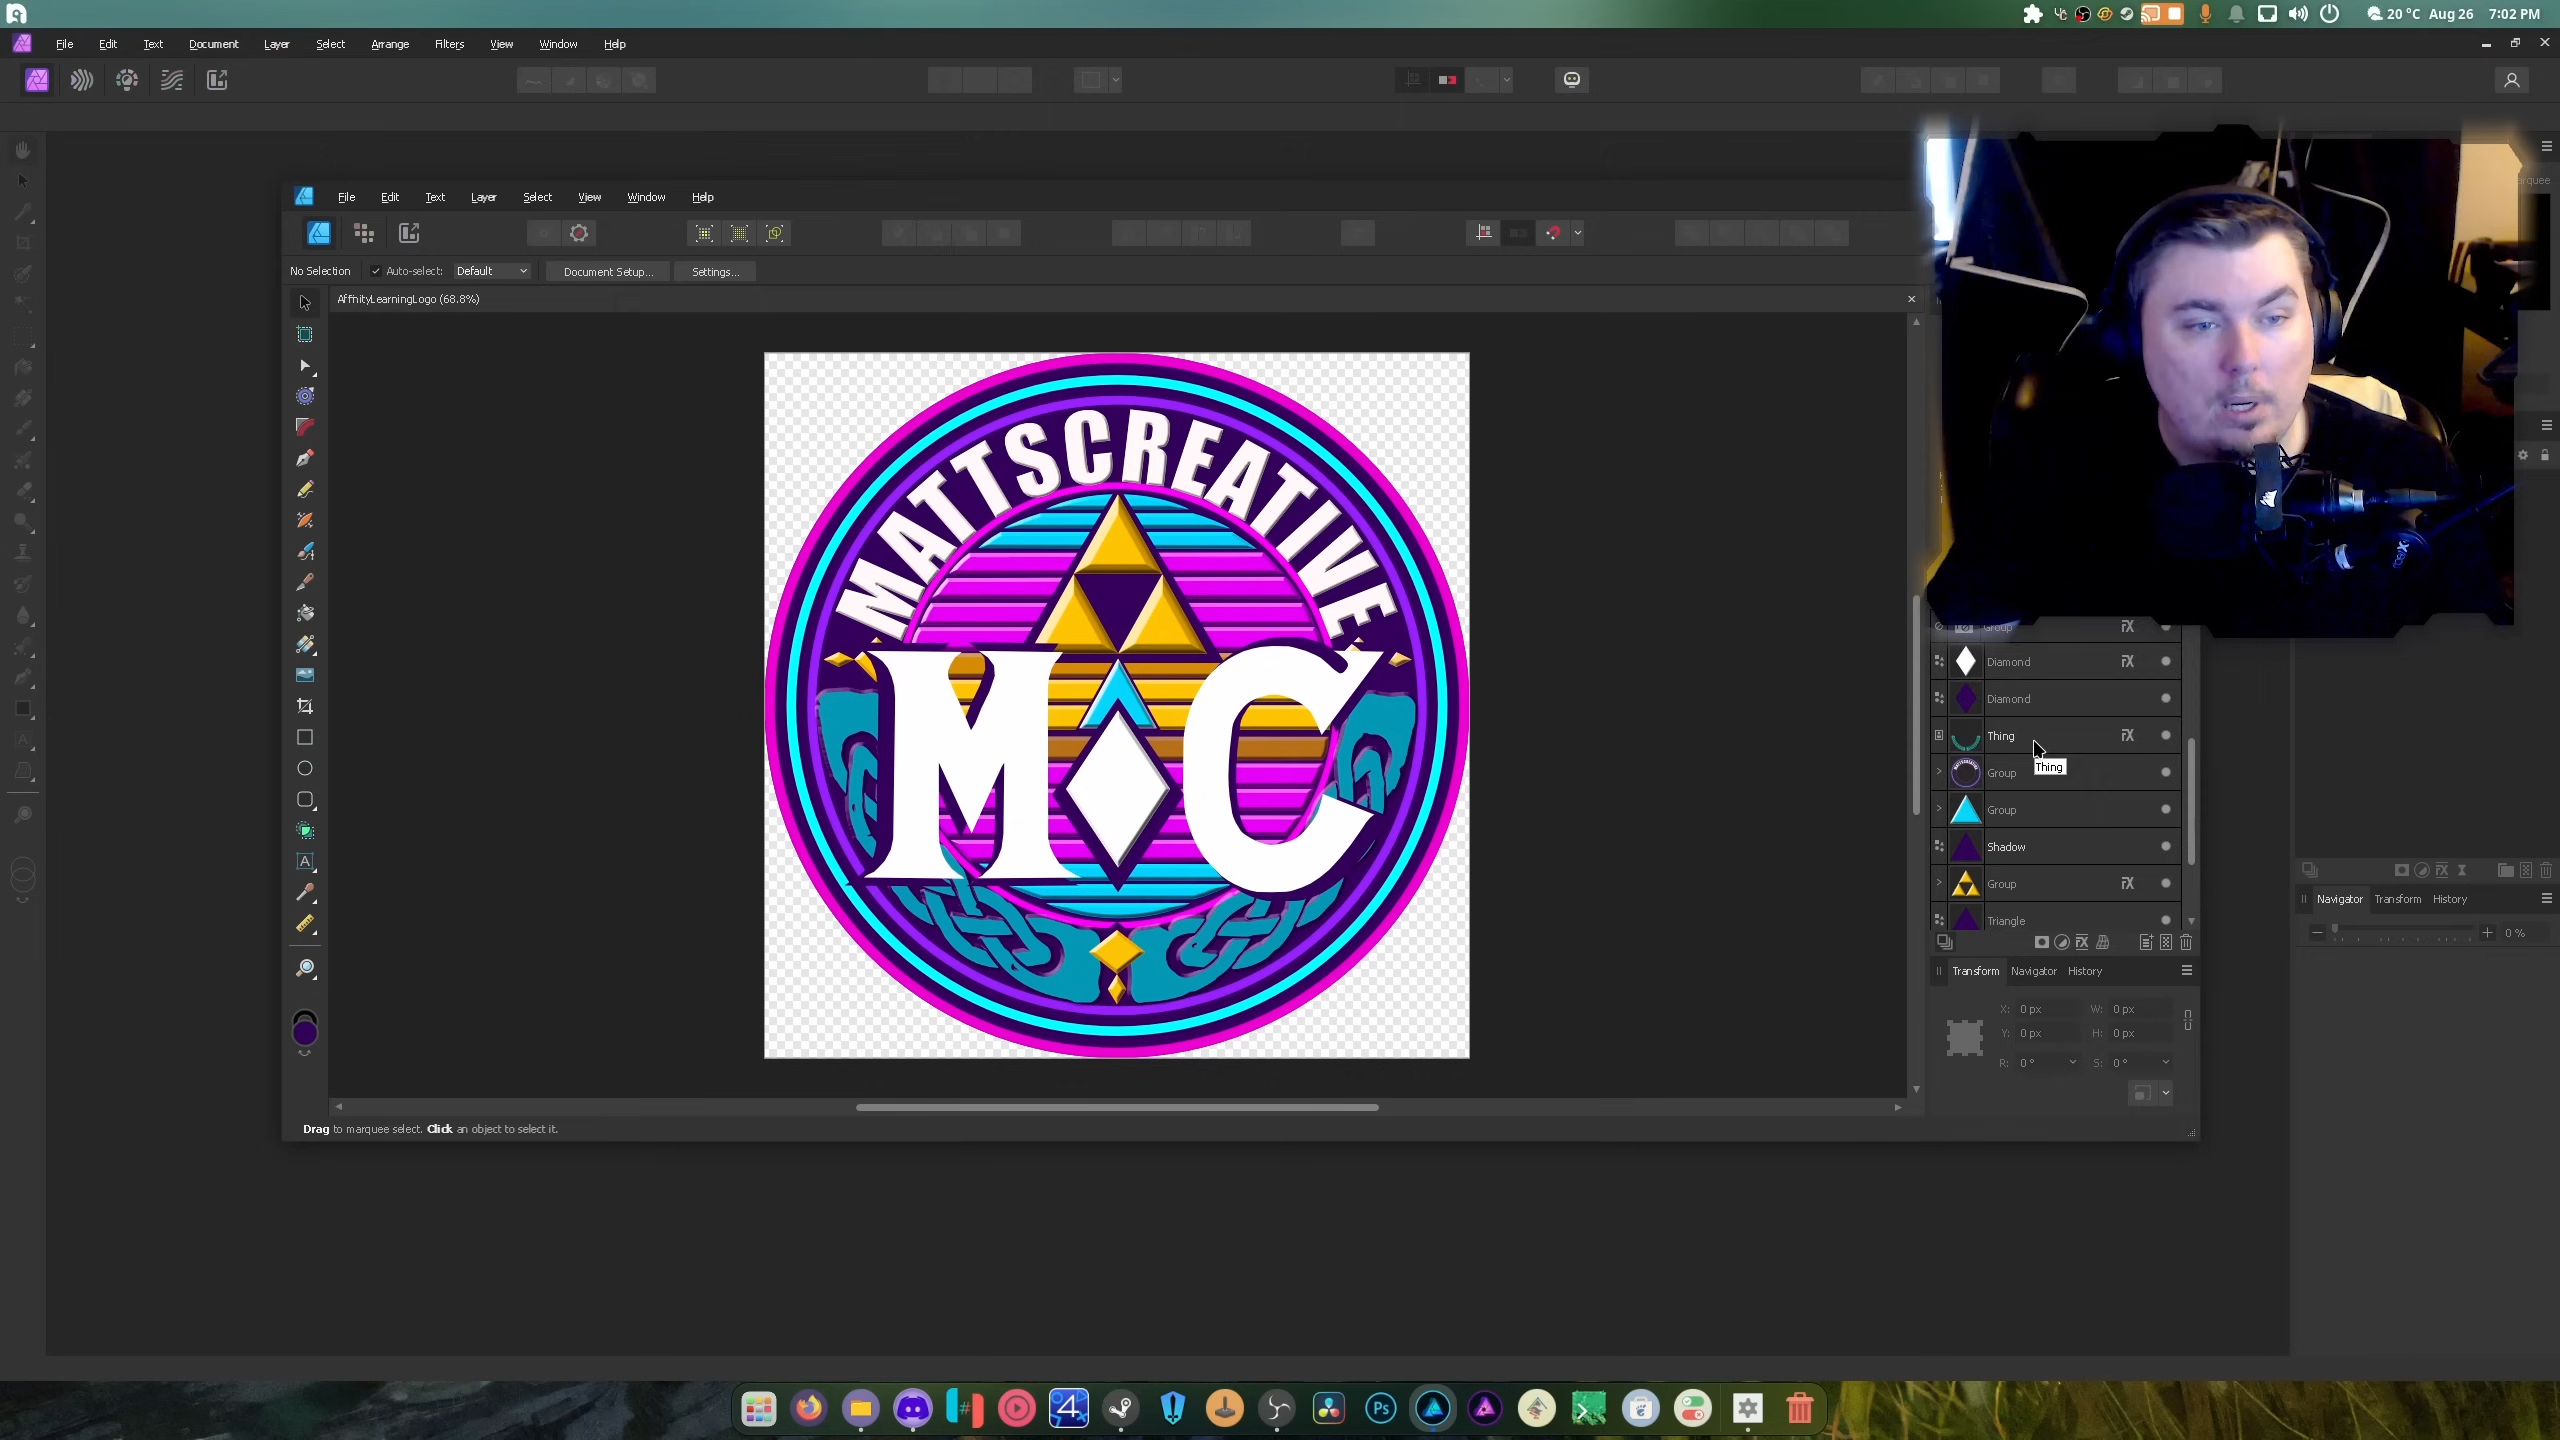 20 °C Aug 26 7:02 PM
File Edit Text Document Layer Select Arrange Filters View Window Help
File Edit Text Layer Select View Window Help
No Selection Auto-select: Default Document Setup... Settings...
AffinityLearningLogo (68.8%)
MATTSCREATIVE
M C
Group
Diamond
Diamond
Thing
Thing
Group
Group
Shadow
Group
Triangle
Transform Navigator History
X: 0 px W: 0 px
Y: 0 px H: 0 px
R: 0 ° S: 0 °
Navigator Transform History
0 %
Drag to marquee select. Click an object to select it.
4 Ps